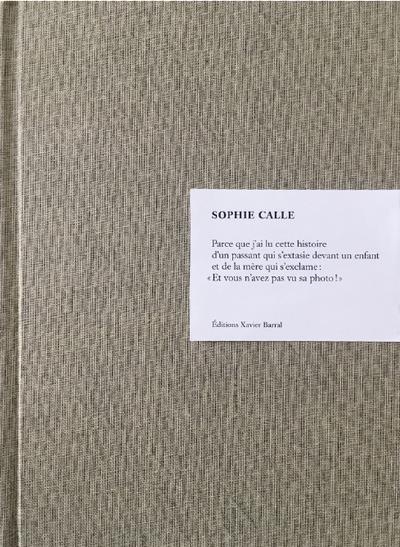 SOPHIE CALLE
Parce que j'ai lu cette histoire
d'un passant qui s'extasie devant un enfant
et de la mère qui s'exclame :
« Et vous n'avez pas vu sa photo ! »
Éditions Xavier Barral